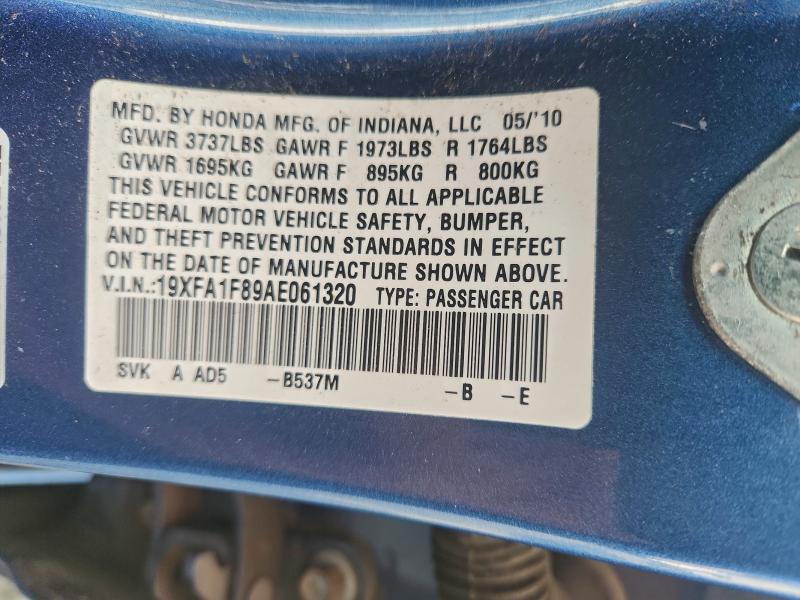 MFD. BY HONDA MFG. OF INDIANA, LLC 05/'10
GVWR 3737LBS GAWR F 1973LBS R 1764LBS
GVWR 1695KG GAWR F 895KG R 800KG
THIS VEHICLE CONFORMS TO ALL APPLICABLE
FEDERAL MOTOR VEHICLE SAFETY, BUMPER,
AND THEFT PREVENTION STANDARDS IN EFFECT
ON THE DATE OF MANUFACTURE SHOWN ABOVE.
V.I.N.:19XFA1F89AE061320 TYPE: PASSENGER CAR
SVK A AD5 -B537M -B -E